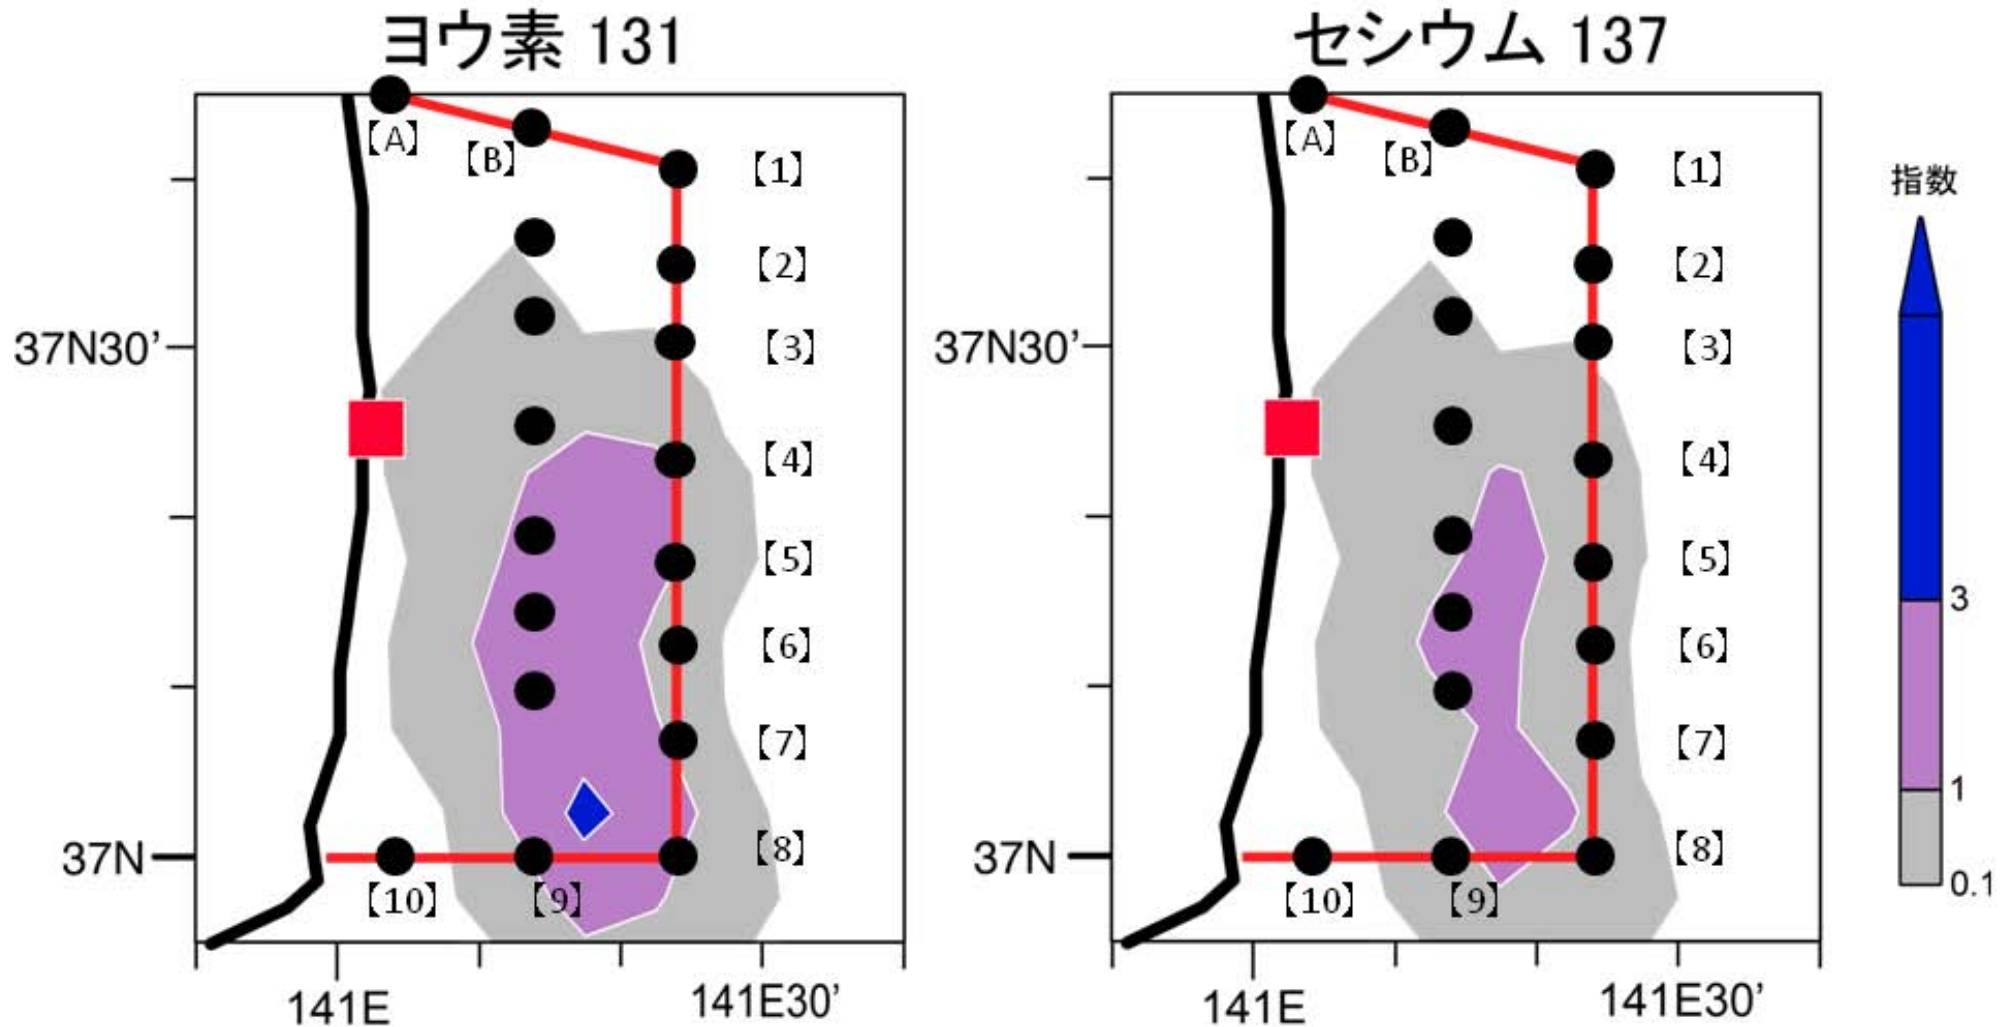 ヨウ素 131
【A】
【B】
【1】
【2】
【3】
【4】
【5】
【6】
【7】
【8】
【9】
【10】
37N30’
37N
141E
141E30’
セシウム 137
【A】
【B】
【1】
【2】
【3】
【4】
【5】
【6】
【7】
【8】
【9】
【10】
37N30’
37N
141E
141E30’
指数
3
1
0.1